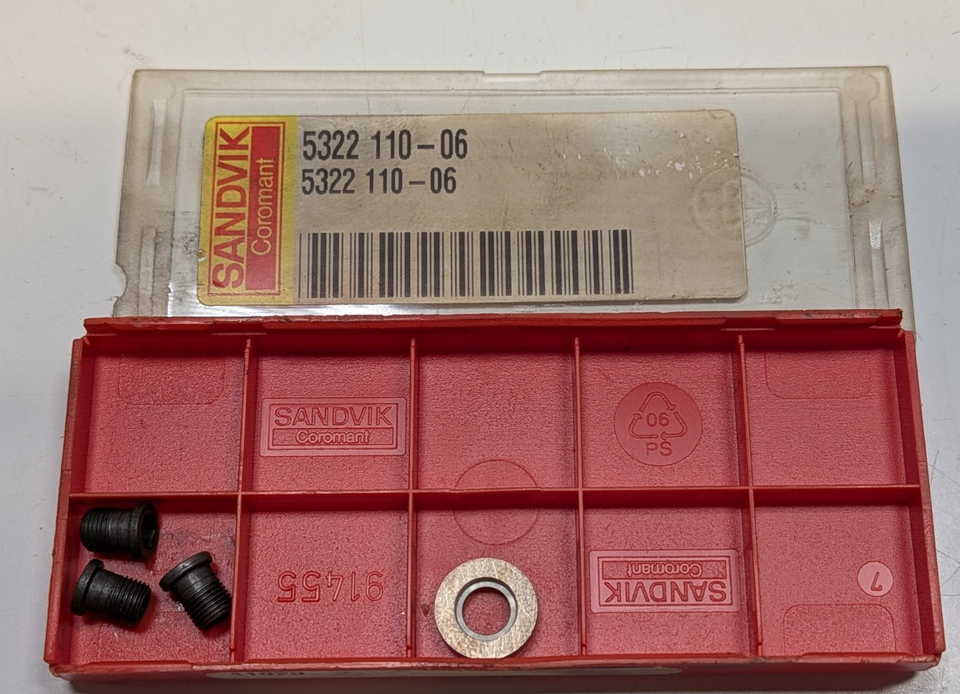 SANDVIK
Coromant
5322 110-06
5322 110-06
SANDVIK
Coromant
06
PS
91455
SANDVIK
Coromant
7